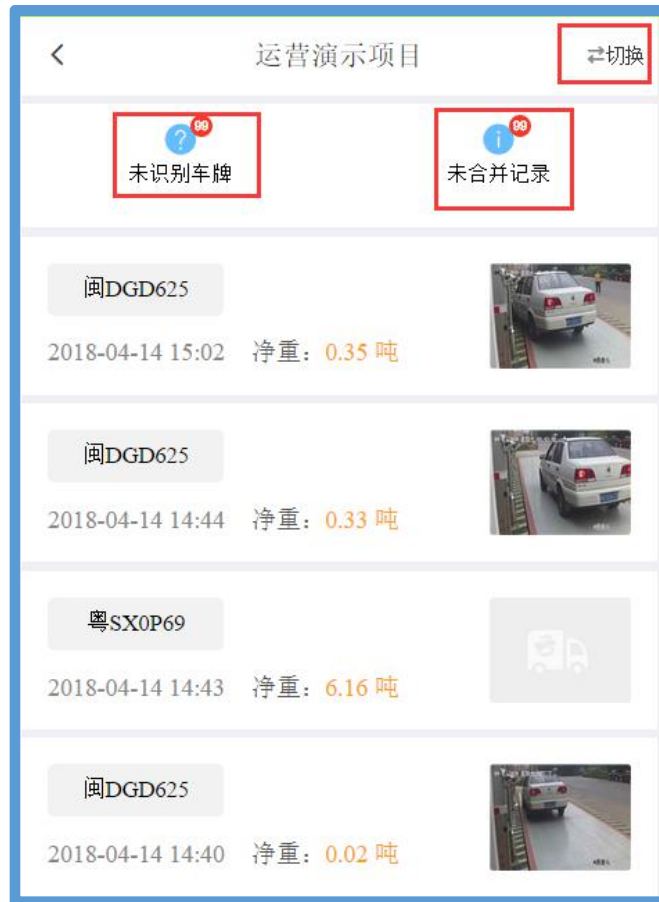 运营演示项目
切换
99
99
未识别车牌
未合并记录
闽DGD625
2018-04-14 15:02 净重：0.35 吨
闽DGD625
2018-04-14 14:44 净重：0.33 吨
粤SX0P69
2018-04-14 14:43 净重：6.16 吨
闽DGD625
2018-04-14 14:40 净重：0.02 吨